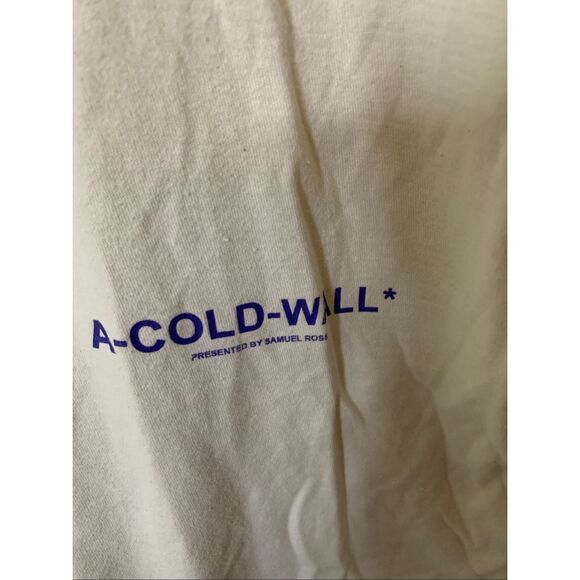 A-COLD-WALL*
PRESENTED BY SAMUEL ROSS